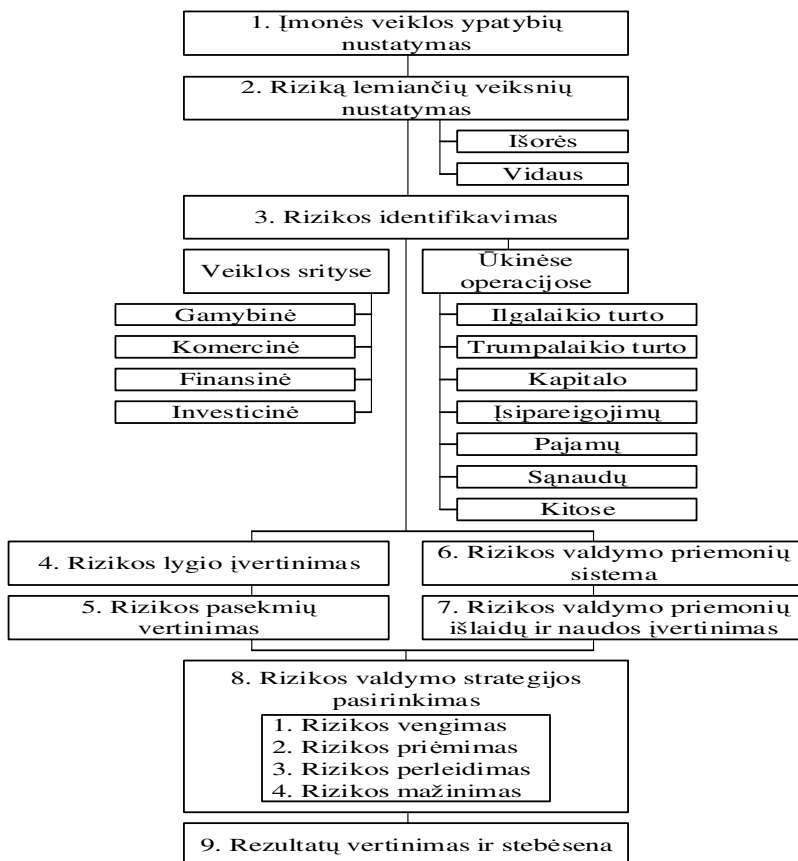 1. Įmonės veiklos ypatybių
nustatymas
2. Riziką lemiančių veiksnių
nustatymas
Išorės
Vidaus
3. Rizikos identifikavimas
Veiklos srityse
Gamybinė
Komercinė
Finansinė
Investicinė
Ūkinėse
operacijose
Ilgalaikio turto
Trumpalaikio turto
Kapitalo
Įsipareigojimų
Pajamų
Sąnaudų
Kitose
4. Rizikos lygio įvertinimas
5. Rizikos pasekmių
vertinimas
6. Rizikos valdymo priemonių
sistema
7. Rizikos valdymo priemonių
išlaidų ir naudos įvertinimas
8. Rizikos valdymo strategijos
pasirinkimas
1. Rizikos vengimas
2. Rizikos priėmimas
3. Rizikos perleidimas
4. Rizikos mažinimas
9. Rezultatų vertinimas ir stebėsena